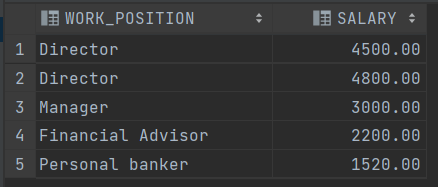 WORK_POSITION SALARY
1 Director 4500.00
2 Director 4800.00
3 Manager 3000.00
4 Financial Advisor 2200.00
5 Personal banker 1520.00